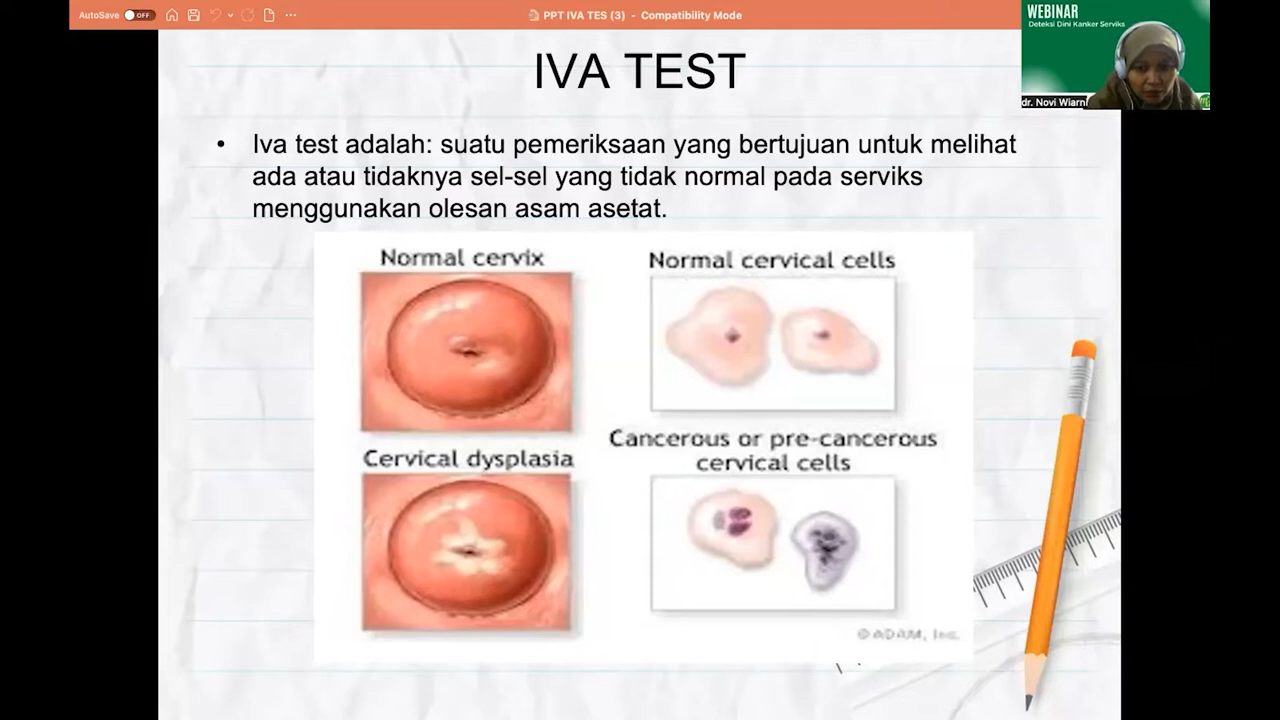 AutoSave OFF
PPT IVA TES (3) - Compatibility Mode
WEBINAR
Deteksi Dini Kanker Serviks
dr. Novi Wiarni
IVA TEST
• Iva test adalah: suatu pemeriksaan yang bertujuan untuk melihat
ada atau tidaknya sel-sel yang tidak normal pada serviks
menggunakan olesan asam asetat.
Normal cervix
Normal cervical cells
Cervical dysplasia
Cancerous or pre-cancerous
cervical cells
©ADAM, Inc.